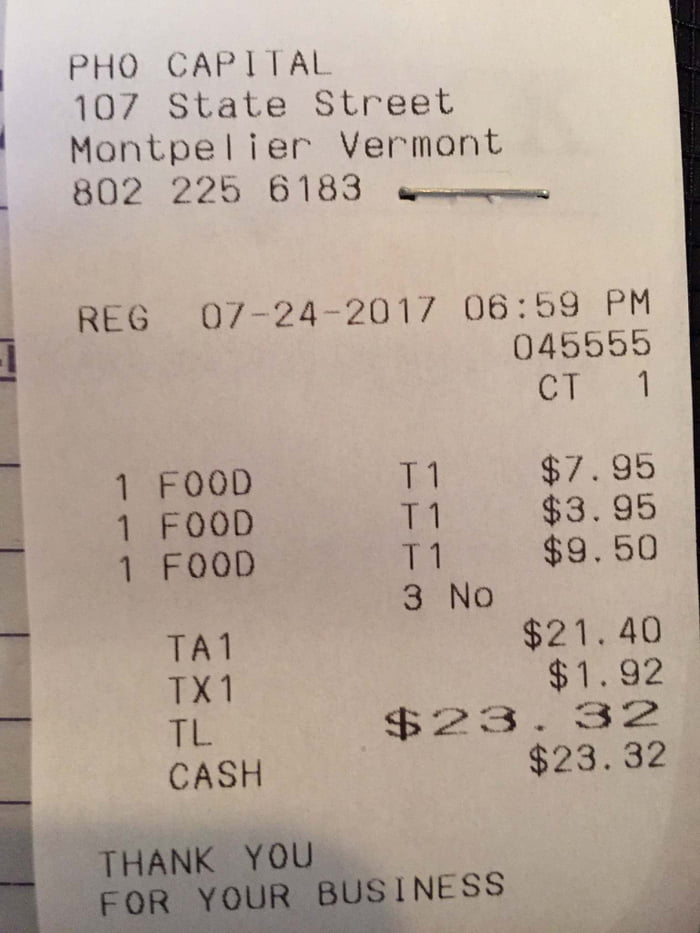 PHO CAPITAL
107 State Street
Montpelier Vermont
802 225 6183
REG 07-24-2017 06:59 PM
045555
CT 1
1 FOOD T1 $7.95
1 FOOD T1 $3.95
1 FOOD T1 $9.50
3 No
TA1 $21.40
TX1 $1.92
TL $23.32
CASH $23.32
THANK YOU
FOR YOUR BUSINESS